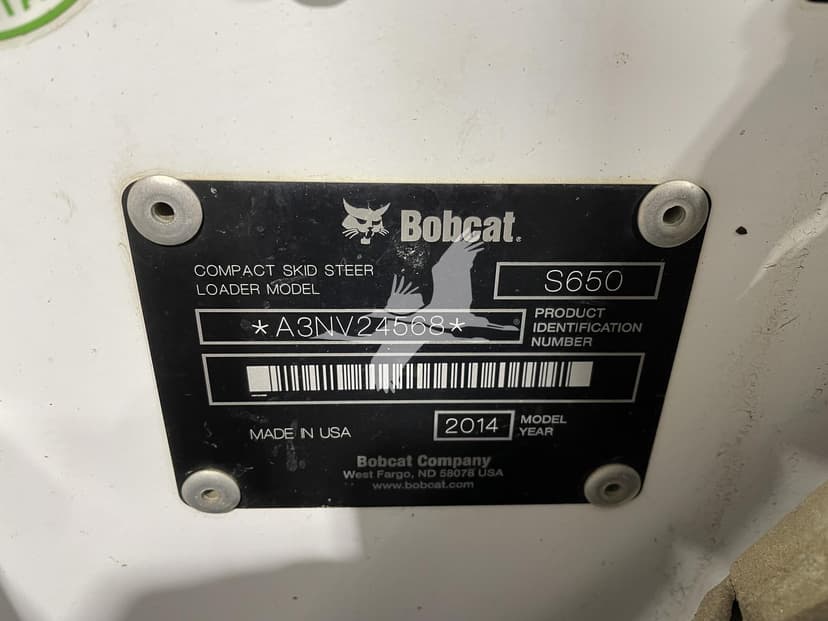 Bobcat®
COMPACT SKID STEER
LOADER MODEL
S650
*A3NV24568*
PRODUCT
IDENTIFICATION
NUMBER
MADE IN USA
2014
MODEL
YEAR
Bobcat Company
West Fargo, ND 58078 USA
www.bobcat.com